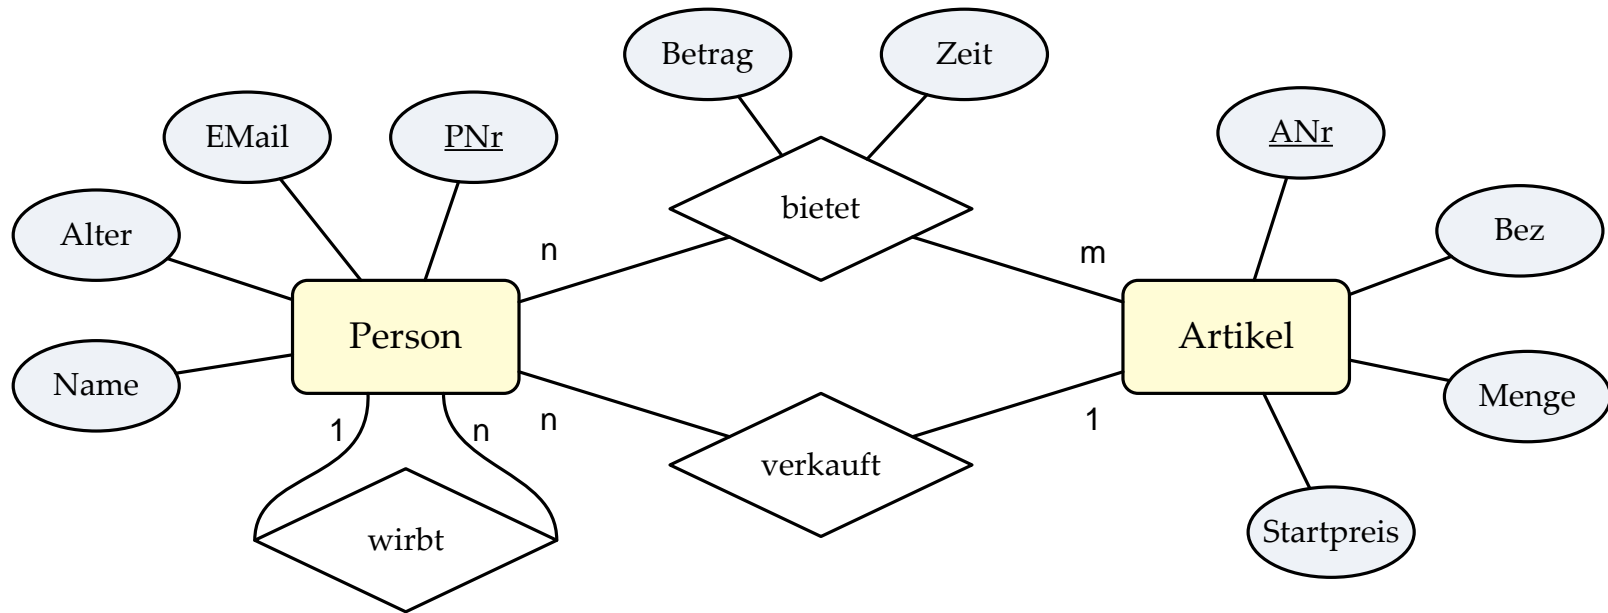 Betrag
Zeit
EMail
PNr
ANr
bietet
Alter
Bez
n
m
Person
Artikel
Name
Menge
1
n
n
1
verkauft
wirbt
Startpreis